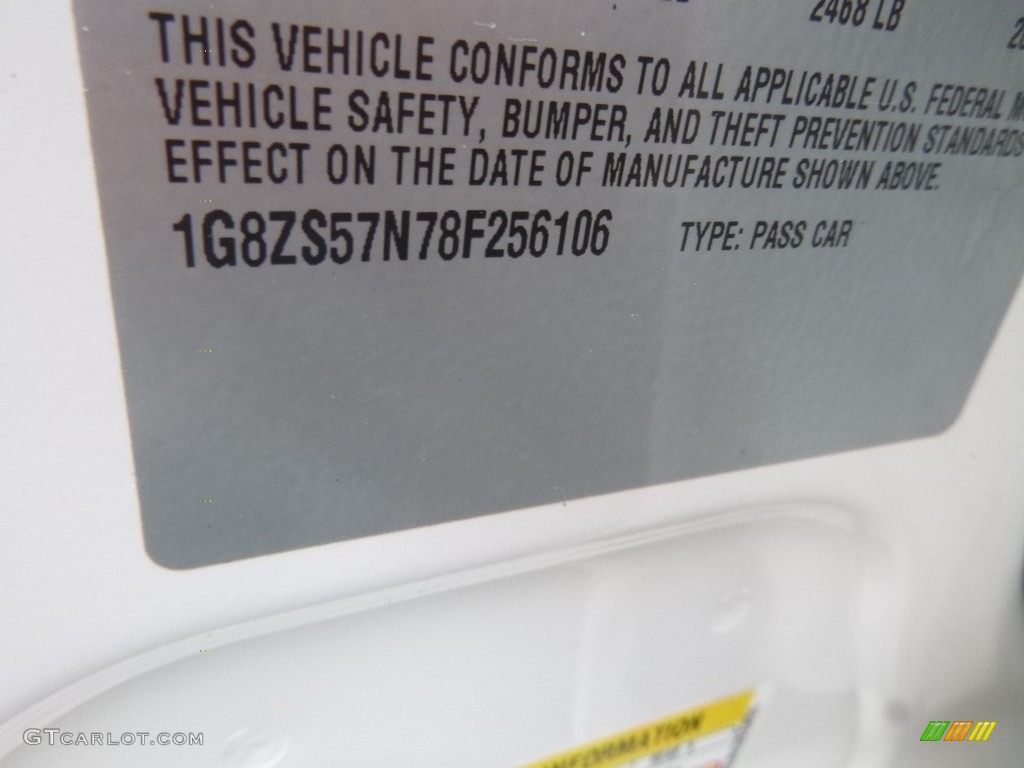 2468 LB
THIS VEHICLE CONFORMS TO ALL APPLICABLE U.S. FEDERAL
VEHICLE SAFETY, BUMPER, AND THEFT PREVENTION STANDARDS
EFFECT ON THE DATE OF MANUFACTURE SHOWN ABOVE.
1G8ZS57N78F256106 TYPE: PASS CAR
INFORMATION
GTCARLOT.COM